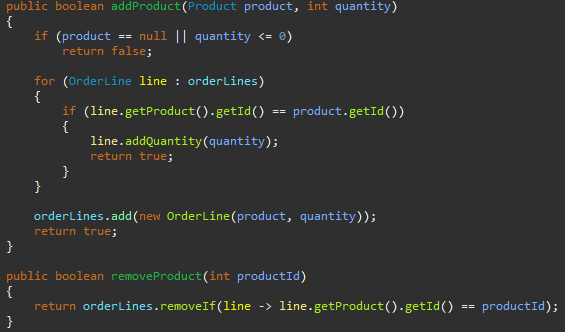 public boolean addProduct(Product product, int quantity)
{
    if (product == null || quantity <= 0)
        return false;

    for (OrderLine line : orderLines)
    {
        if (line.getProduct().getId() == product.getId())
        {
            line.addQuantity(quantity);
            return true;
        }
    }

    orderLines.add(new OrderLine(product, quantity));
    return true;
}

public boolean removeProduct(int productId)
{
    return orderLines.removeIf(line -> line.getProduct().getId() == productId);
}